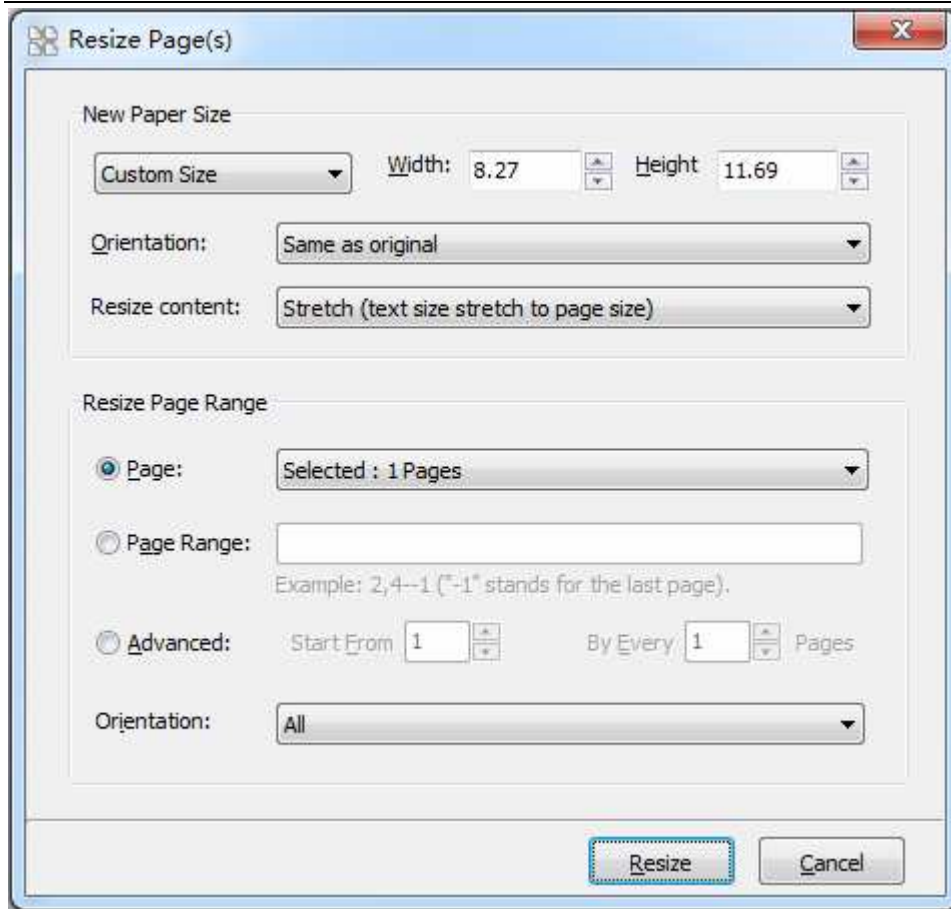 Resize Page(s)
New Paper Size
Custom Size Width: 8.27 Height 11.69
Orientation: Same as original
Resize content: Stretch (text size stretch to page size)
Resize Page Range
Page: Selected : 1 Pages
Page Range:
Example: 2,4--1 ("-1" stands for the last page).
Advanced: Start From 1 By Every 1 Pages
Orientation: All
Resize Cancel